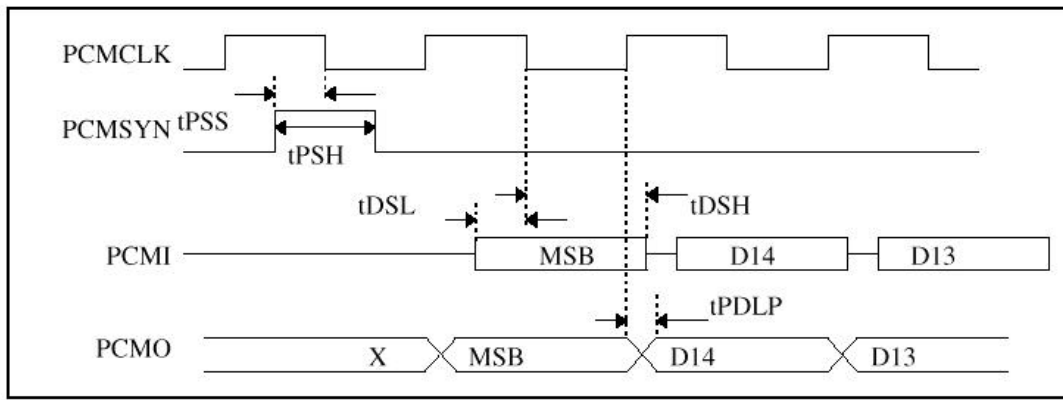 PCMCLK
PCMSYN tPSS
tPSH
tDSL tDSH
PCMI MSB D14 D13
tPDLP
PCMO X MSB D14 D13